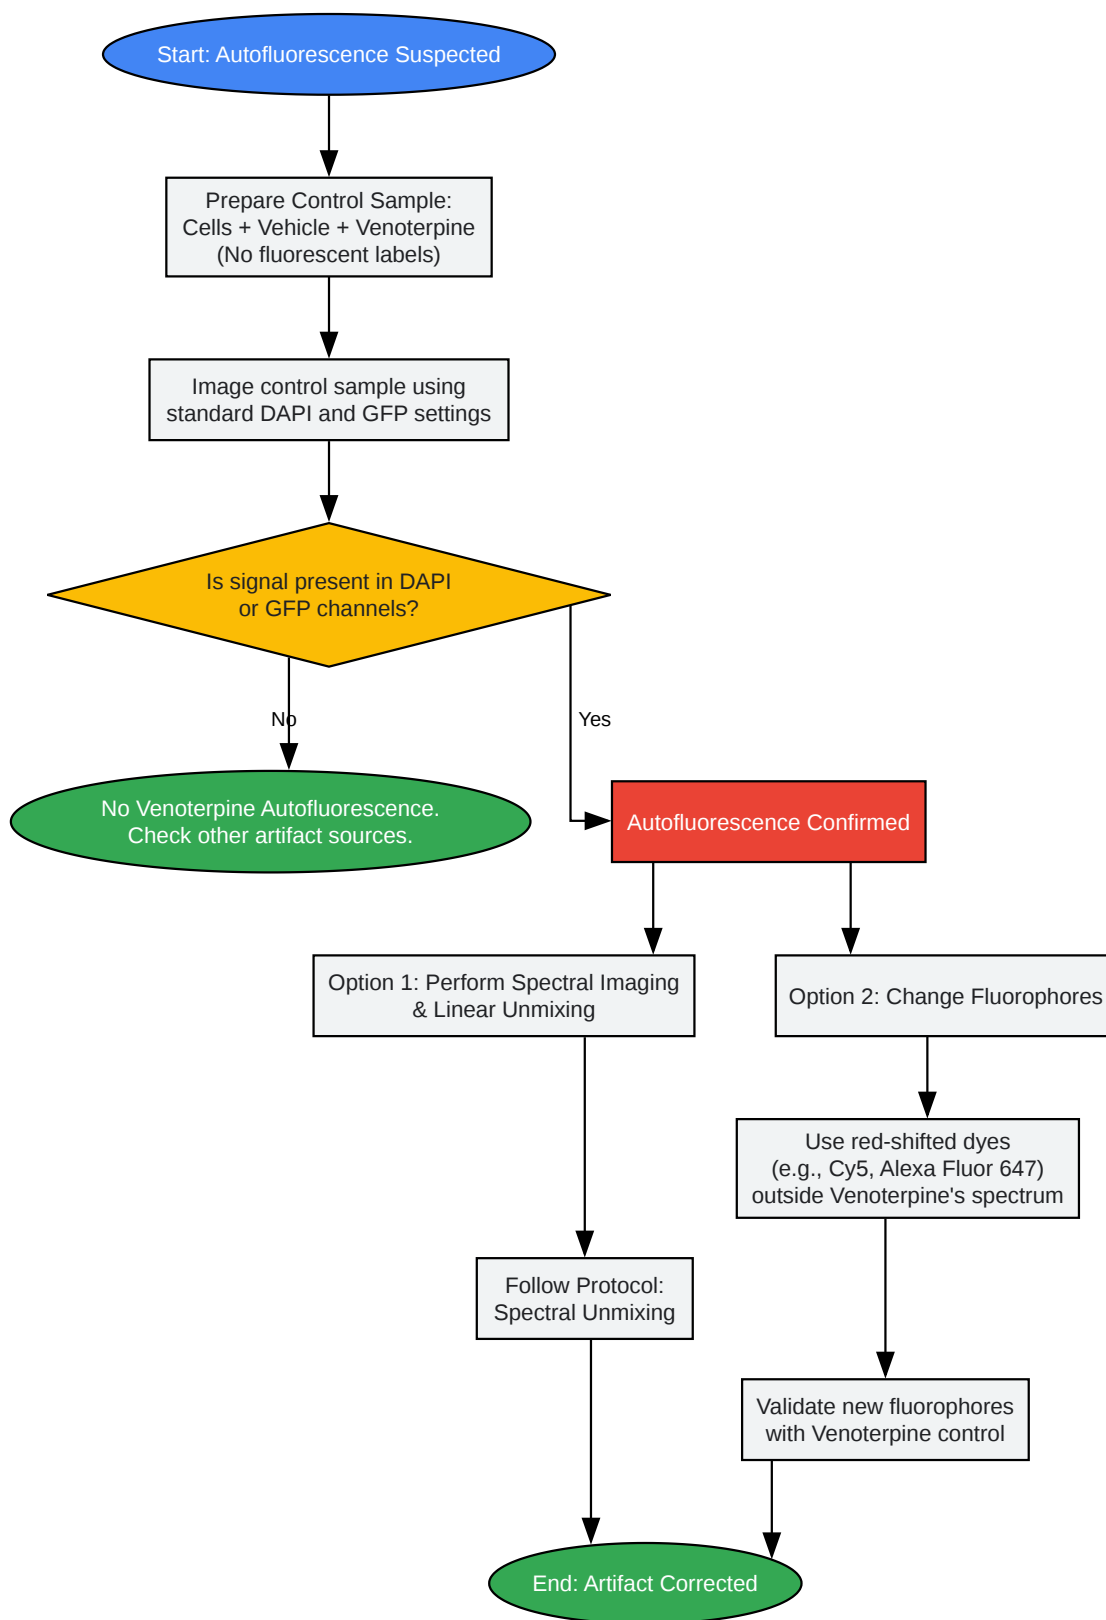 Start: Autofluorescence Suspected
Prepare Control Sample:
Cells + Vehicle + Venoterpine
(No fluorescent labels)
Image control sample using
standard DAPI and GFP settings
Is signal present in DAPI
or GFP channels?
No
Yes
No Venoterpine Autofluorescence.
Check other artifact sources.
Autofluorescence Confirmed
Option 1: Perform Spectral Imaging
& Linear Unmixing
Option 2: Change Fluorophores
Use red-shifted dyes
(e.g., Cy5, Alexa Fluor 647)
outside Venoterpine's spectrum
Follow Protocol:
Spectral Unmixing
Validate new fluorophores
with Venoterpine control
End: Artifact Corrected